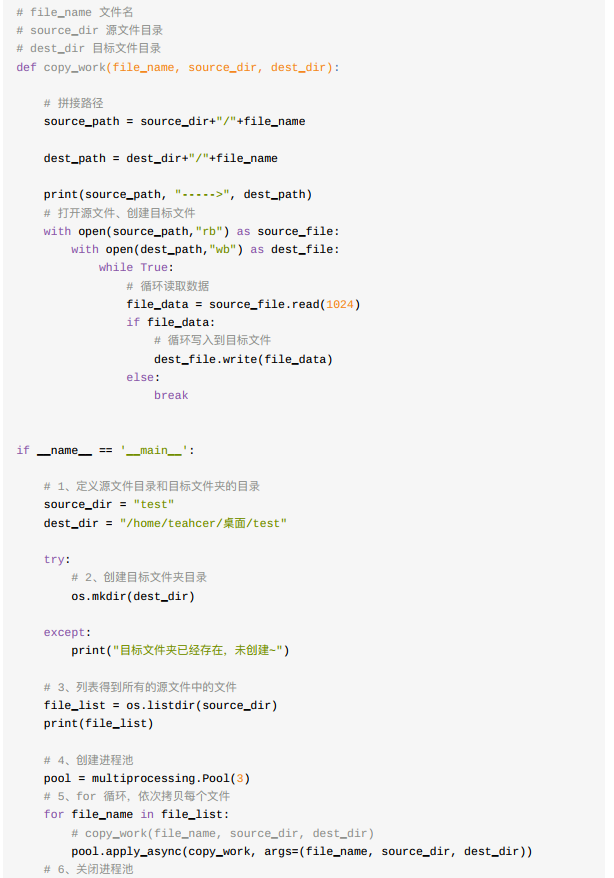 # file_name 文件名
# source_dir 源文件目录
# dest_dir 目标文件目录
def copy_work(file_name, source_dir, dest_dir):
    # 拼接路径
    source_path = source_dir+"/"+file_name
    dest_path = dest_dir+"/"+file_name
    print(source_path, "----->", dest_path)
    # 打开源文件、创建目标文件
    with open(source_path,"rb") as source_file:
        with open(dest_path,"wb") as dest_file:
            while True:
                # 循环读取数据
                file_data = source_file.read(1024)
                if file_data:
                    # 循环写入到目标文件
                    dest_file.write(file_data)
                else:
                    break
if __name__ == '__main__':
    # 1、定义源文件目录和目标文件夹的目录
    source_dir = "test"
    dest_dir = "/home/teahcer/桌面/test"
    try:
        # 2、创建目标文件夹目录
        os.mkdir(dest_dir)
    except:
        print("目标文件夹已经存在，未创建~")
    # 3、列表得到所有的源文件中的文件
    file_list = os.listdir(source_dir)
    print(file_list)
    # 4、创建进程池
    pool = multiprocessing.Pool(3)
    # 5、for 循环，依次拷贝每个文件
    for file_name in file_list:
        # copy_work(file_name, source_dir, dest_dir)
        pool.apply_async(copy_work, args=(file_name, source_dir, dest_dir))
    # 6、关闭进程池